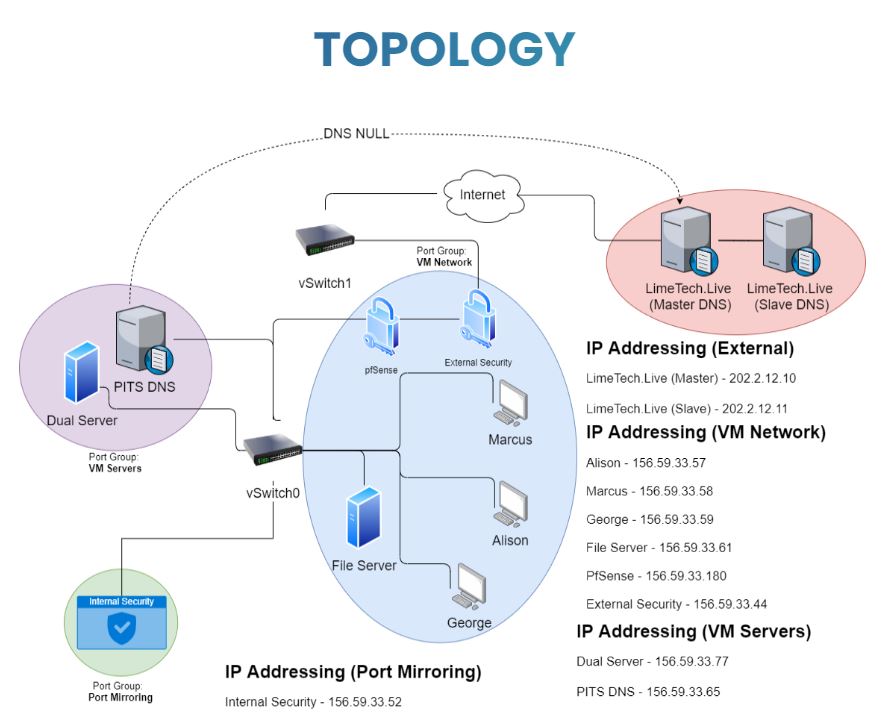 TOPOLOGY
DNS NULL
Internet
Port Group:
VM Network
vSwitch1
LimeTech.Live
(Master DNS)
LimeTech.Live
(Slave DNS)
PITS DNS
Dual Server
Port Group:
VM Servers
pfSense
External Security
Marcus
vSwitch0
Alison
File Server
George
Internal Security
Port Group:
Port Mirroring
IP Addressing (External)
LimeTech.Live (Master) - 202.2.12.10
LimeTech.Live (Slave) - 202.2.12.11
IP Addressing (VM Network)
Alison - 156.59.33.57
Marcus - 156.59.33.58
George - 156.59.33.59
File Server - 156.59.33.61
PfSense - 156.59.33.180
External Security - 156.59.33.44
IP Addressing (VM Servers)
Dual Server - 156.59.33.77
PITS DNS - 156.59.33.65
IP Addressing (Port Mirroring)
Internal Security - 156.59.33.52